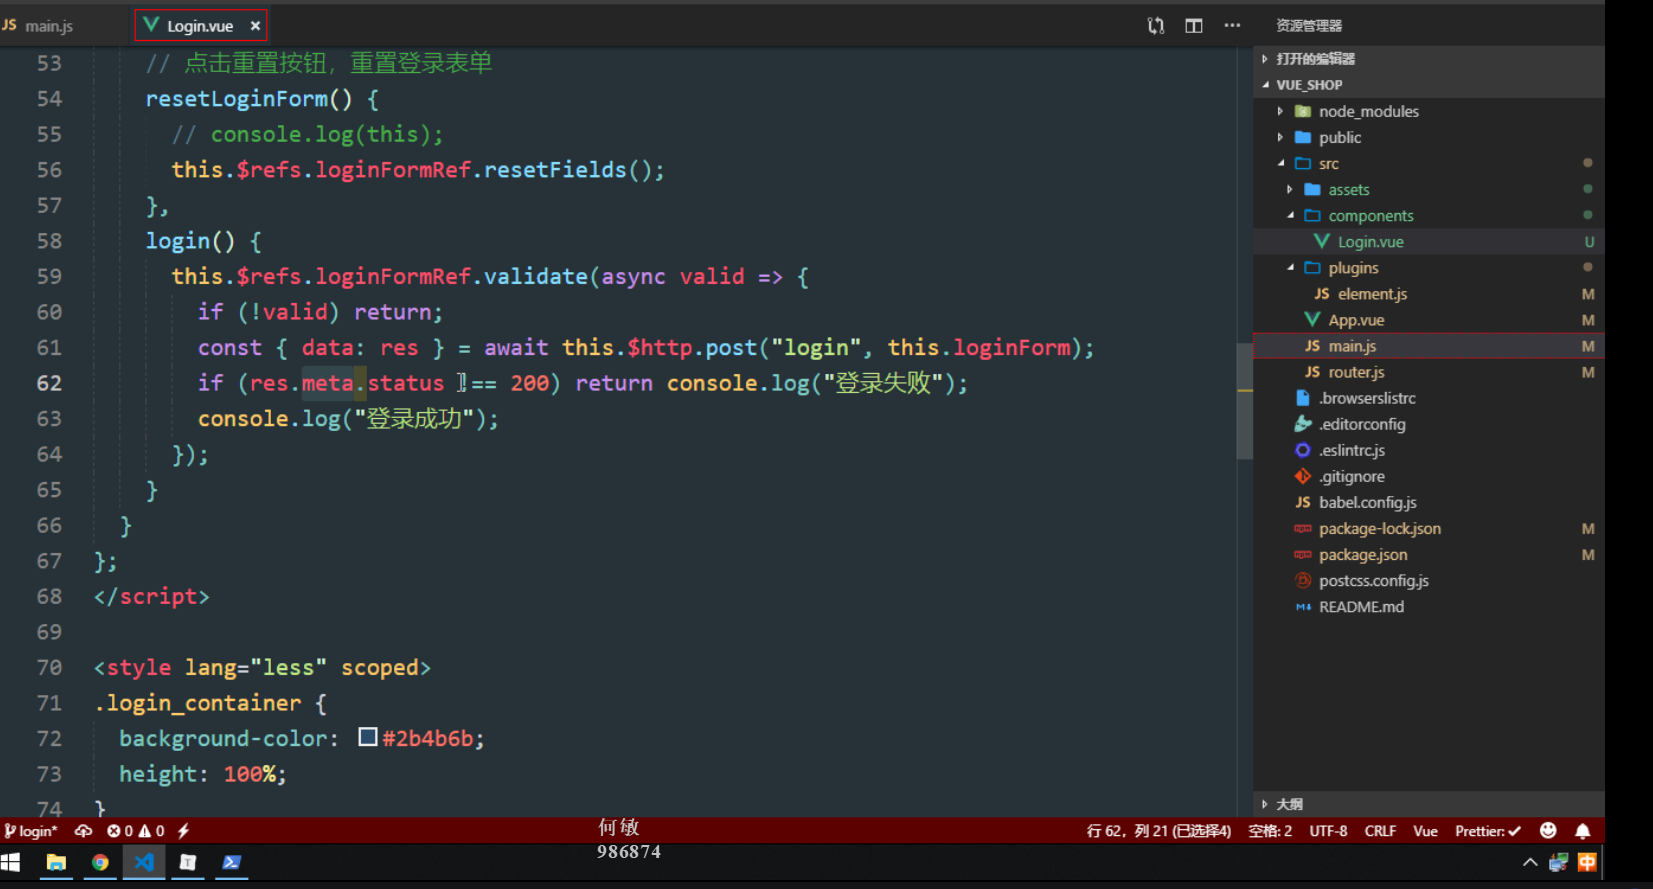 JS main.js
Login.vue ×
资源管理器
53 // 点击重置按钮，重置登录表单
54 resetLoginForm() {
55 // console.log(this);
56 this.$refs.loginFormRef.resetFields();
57 },
58 login() {
59 this.$refs.loginFormRef.validate(async valid => {
60 if (!valid) return;
61 const { data: res } = await this.$http.post("login", this.loginForm);
62 if (res.meta.status !== 200) return console.log("登录失败");
63 console.log("登录成功");
64 });
65 }
66 }
67 };
68 </script>
69
70 <style lang="less" scoped>
71 .login_container {
72 background-color: #2b4b6b;
73 height: 100%;
74 }
打开的编辑器
VUE_SHOP
node_modules
public
src
assets
components
Login.vue U
plugins
JS element.js M
App.vue M
JS main.js M
JS router.js M
.browserslistrc
.editorconfig
.eslintrc.js
.gitignore
JS babel.config.js
package-lock.json M
package.json M
postcss.config.js
README.md
大纲
login* 0 0
何敏
986874
行 62，列 21 (已选择4) 空格: 2 UTF-8 CRLF Vue Prettier: ✓
中